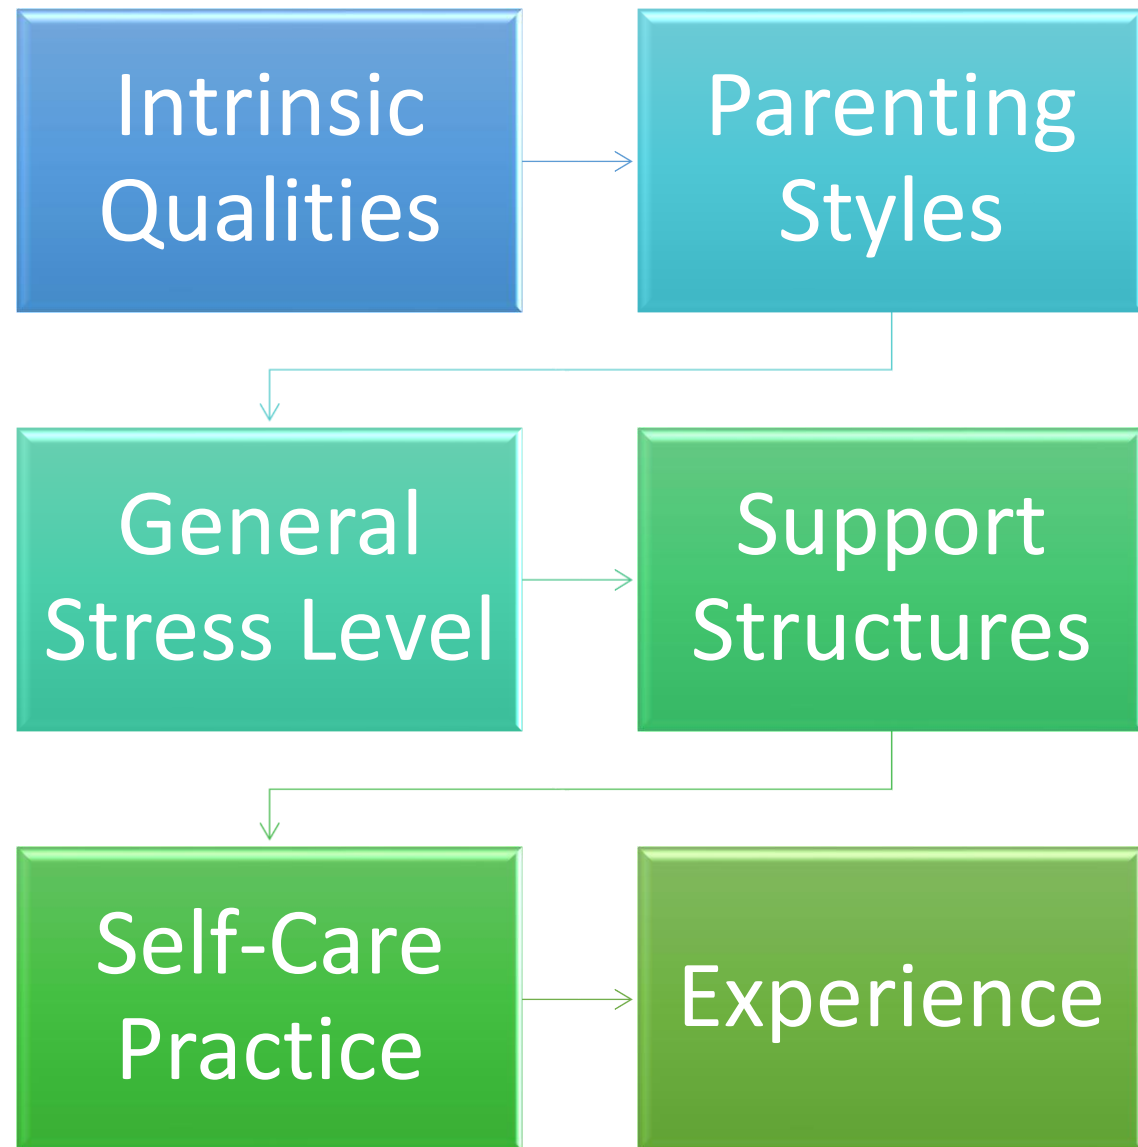 Intrinsic
Qualities
Parenting
Styles
General
Stress Level
Support
Structures
Self-Care
Practice
Experience